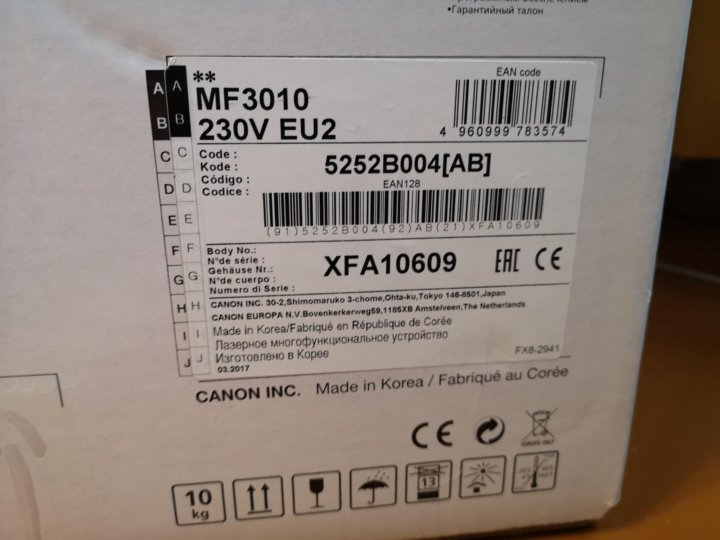 •Гарантийный талон
A A
B B
C C
D D
E E
F F
G G
H H
I I
J J
**
MF3010
230V EU2
EAN code
4 960999 783574
Code :
Kode :
Código :
Codice :
5252B004[AB]
EAN128
(91)5252B004(92)AB(21)XFA10609
Body No.:
N°de série :
Gehäuse Nr.:
N°de cuerpo :
Numero di Serie :
XFA10609
EAC CE
CANON INC. 30-2,Shimomaruko 3-chome,Ohta-ku,Tokyo 146-8501,Japan
CANON EUROPA N.V.Bovenkerkerweg59,1185XB Amstelveen,The Netherlands
Made in Korea/Fabriqué en République de Corée
Лазерное многофункциональное устройство
Изготовлено в Корее
03.2017
FX8-2941
CANON INC. Made in Korea / Fabriqué au Corée
CE
EUROPE ONLY
10
kg
13